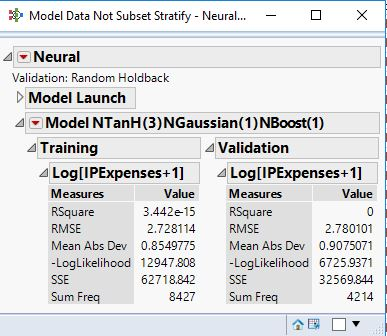 Model Data Not Subset Stratify - Neural...
Neural
Validation: Random Holdback
Model Launch
Model NTanH(3)NGaussian(1)NBoost(1)
Training
Log[IPExpenses+1]
Measures Value
RSquare 3.442e-15
RMSE 2.728114
Mean Abs Dev 0.8549775
-LogLikelihood 12947.808
SSE 62718.842
Sum Freq 8427
Validation
Log[IPExpenses+1]
Measures Value
RSquare 0
RMSE 2.780101
Mean Abs Dev 0.9075071
-LogLikelihood 6725.9371
SSE 32569.844
Sum Freq 4214